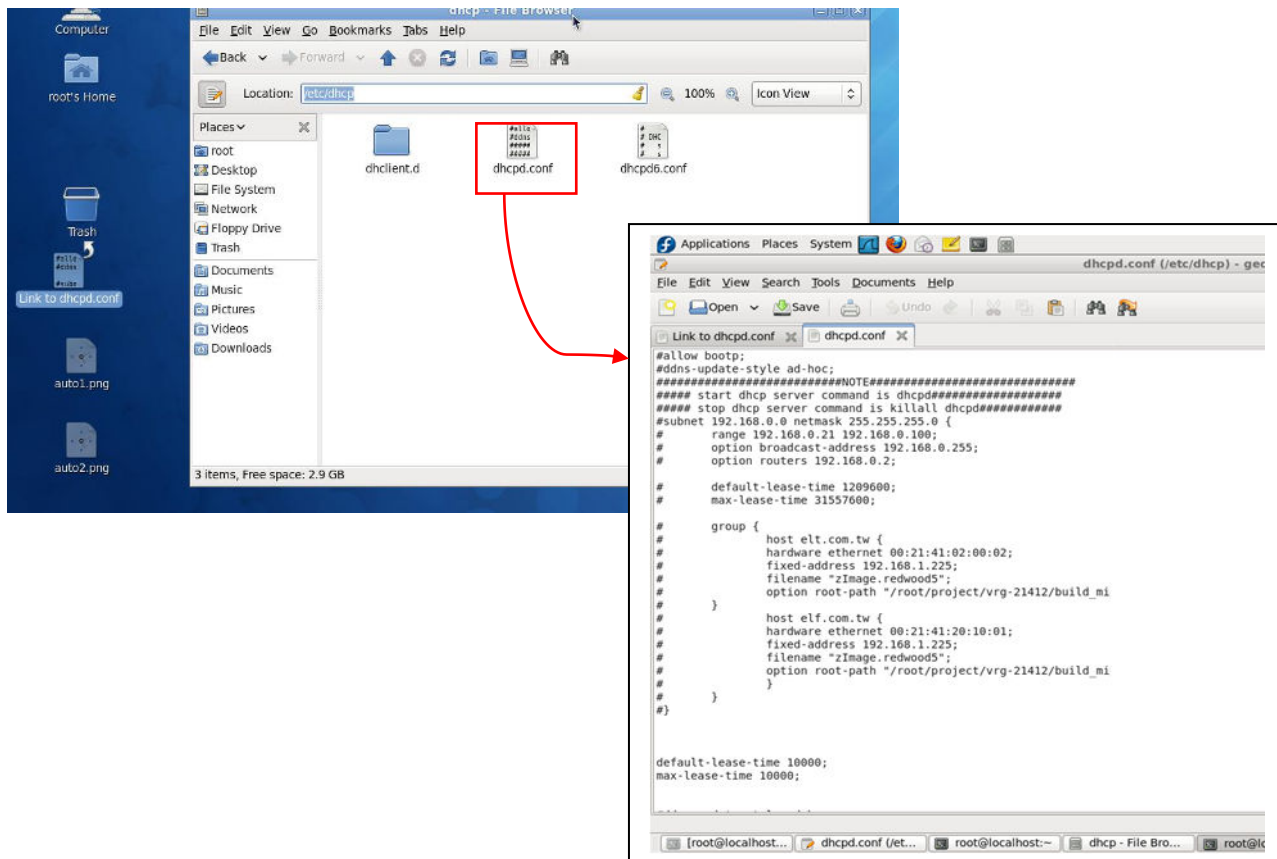 Computer
root's Home
Trash
Link to dhcpd.conf
auto1.png
auto2.png
dhcp - File Browser
File Edit View Go Bookmarks Tabs Help
Back Forward
Location: /etc/dhcp 100% Icon View
Places
root
Desktop
File System
Network
Floppy Drive
Trash
Documents
Music
Pictures
Videos
Downloads
dhclient.d dhcpd.conf dhcpd6.conf
3 items, Free space: 2.9 GB
Applications Places System
dhcpd.conf (/etc/dhcp) - gec
File Edit View Search Tools Documents Help
Open Save Undo
Link to dhcpd.conf dhcpd.conf
#allow bootp;
#ddns-update-style ad-hoc;
###########################NOTE##############################
##### start dhcp server command is dhcpd###################
##### stop dhcp server command is killall dhcpd############
#subnet 192.168.0.0 netmask 255.255.255.0 {
# range 192.168.0.21 192.168.0.100;
# option broadcast-address 192.168.0.255;
# option routers 192.168.0.2;
# default-lease-time 1209600;
# max-lease-time 31557600;
# group {
# host elt.com.tw {
# hardware ethernet 00:21:41:02:00:02;
# fixed-address 192.168.1.225;
# filename "zImage.redwood5";
# option root-path "/root/project/vrg-21412/build_mi
# }
# host elf.com.tw {
# hardware ethernet 00:21:41:20:10:01;
# fixed-address 192.168.1.225;
# filename "zImage.redwood5";
# option root-path "/root/project/vrg-21412/build_mi
# }
# }
#}
default-lease-time 10000;
max-lease-time 10000;
[root@localhost... dhcpd.conf (/et... root@localhost:~ dhcp - File Bro... root@lo